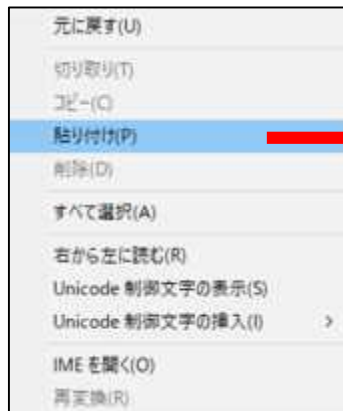 元に戻す(U)
切り取り(T)
コピー(C)
貼り付け(P)
削除(D)
すべて選択(A)
右から左に読む(R)
Unicode 制御文字の表示(S)
Unicode 制御文字の挿入(I)
IME を開く(O)
再変換(R)